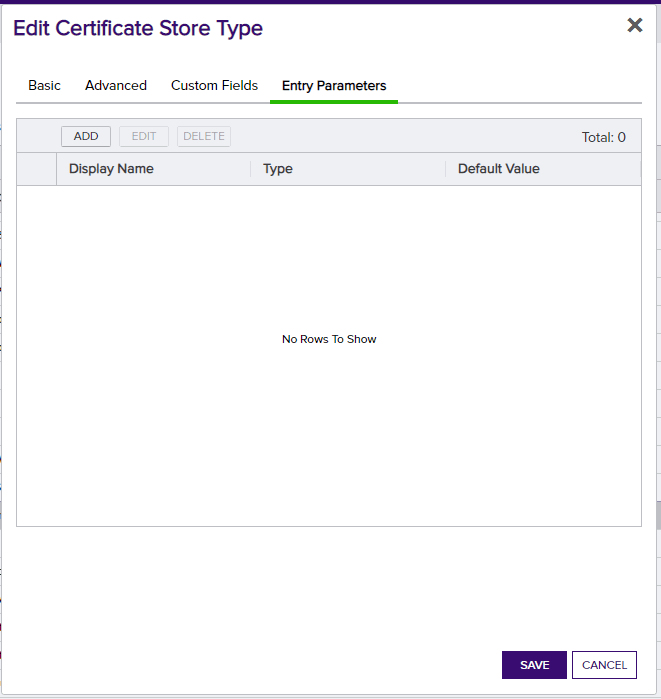 Edit Certificate Store Type
Basic Advanced Custom Fields Entry Parameters
ADD EDIT DELETE Total: 0
Display Name Type Default Value
No Rows To Show
SAVE CANCEL